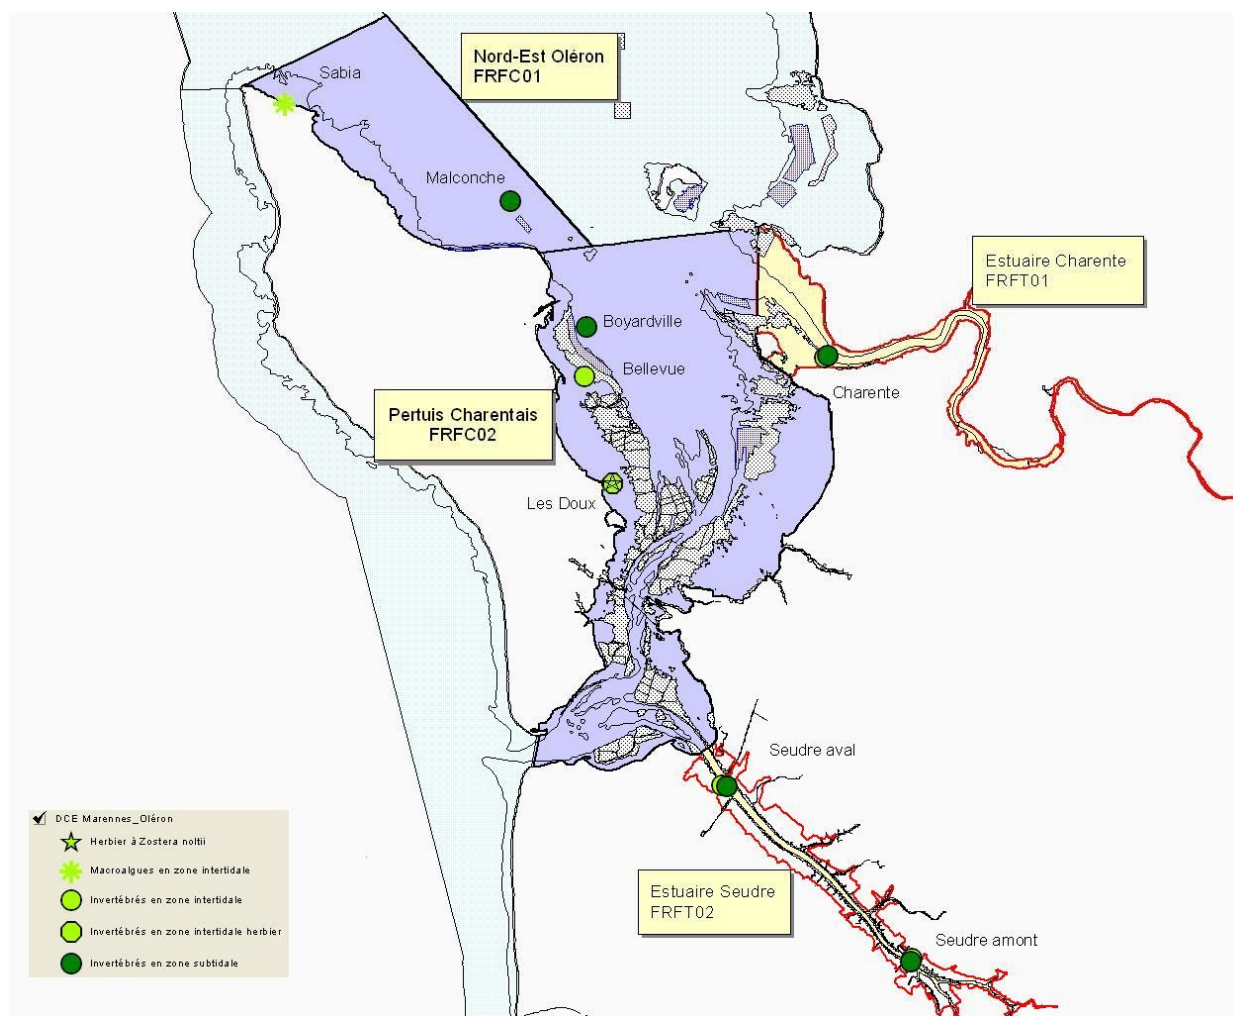 Nord-Est Oléron
FRFC01
Sabia
Malconche
Estuaire Charente
FRFT01
Boyardville
Bellevue
Charente
Pertuis Charentais
FRFC02
Les Doux
Seudre aval
Estuaire Seudre
FRFT02
Seudre amont
DCE Marennes_Oléron
Herbier à Zostera noltii
Macroalgues en zone intertidale
Invertébrés en zone intertidale
Invertébrés en zone intertidale herbier
Invertébrés en zone subtidale